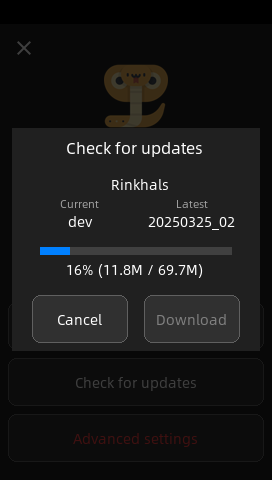 Check for updates
Rinkhals
Current Latest
dev 20250325_02
16% (11.8M / 69.7M)
Cancel Download
Check for updates
Advanced settings